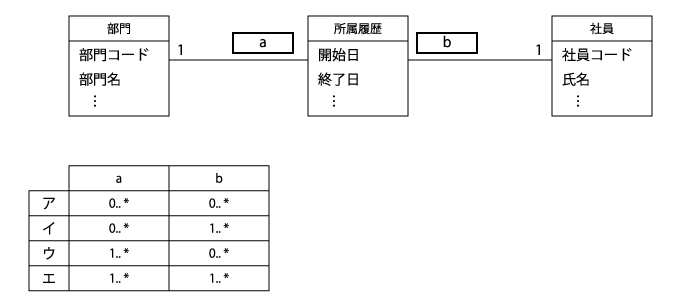 部門
部門コード
部門名
⋮
1
a
所属履歴
開始日
終了日
⋮
b
1
社員
社員コード
氏名
⋮
a b
ア 0..* 0..*
イ 0..* 1..*
ウ 1..* 0..*
エ 1..* 1..*